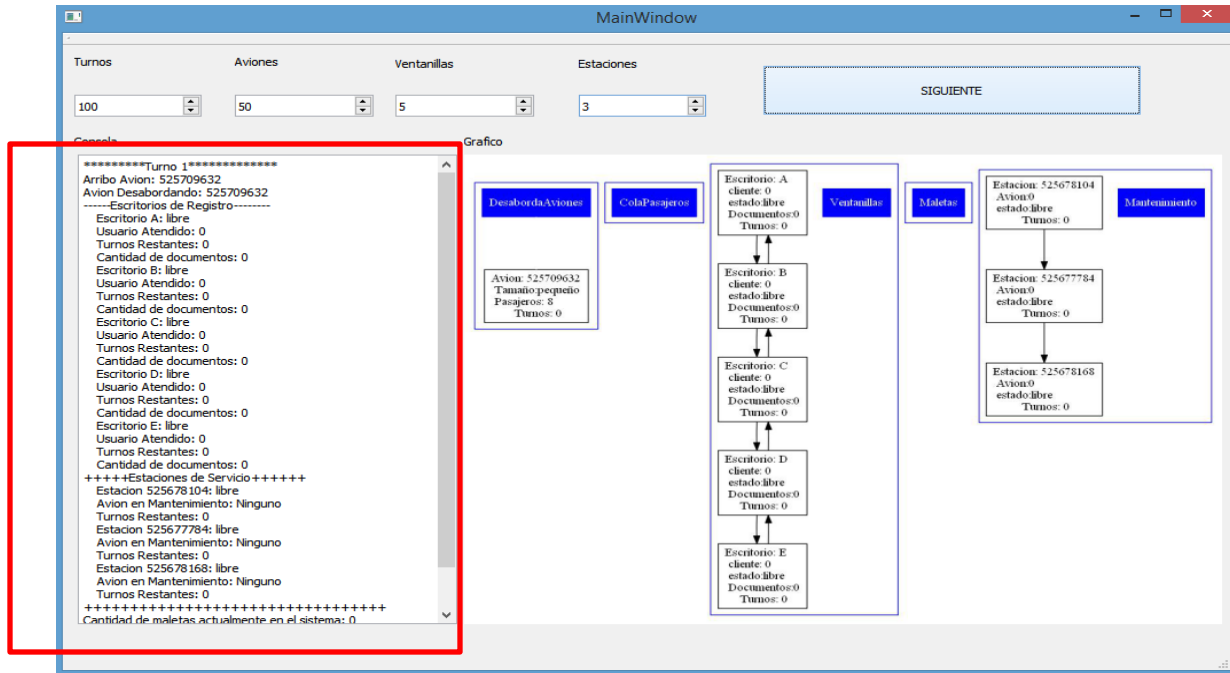 MainWindow
Turnos
Aviones
Ventanillas
Estaciones
100
50
5
3
SIGUIENTE
Consola
Grafico
*********Turno 1*************
Arribo Avion: 525709632
Avion Desabordando: 525709632
------Escritorios de Registro--------
Escritorio A: libre
Usuario Atendido: 0
Turnos Restantes: 0
Cantidad de documentos: 0
Escritorio B: libre
Usuario Atendido: 0
Turnos Restantes: 0
Cantidad de documentos: 0
Escritorio C: libre
Usuario Atendido: 0
Turnos Restantes: 0
Cantidad de documentos: 0
Escritorio D: libre
Usuario Atendido: 0
Turnos Restantes: 0
Cantidad de documentos: 0
Escritorio E: libre
Usuario Atendido: 0
Turnos Restantes: 0
Cantidad de documentos: 0
+++++Estaciones de Servicio++++++
Estacion 525678104: libre
Avion en Mantenimiento: Ninguno
Turnos Restantes: 0
Estacion 525677784: libre
Avion en Mantenimiento: Ninguno
Turnos Restantes: 0
Estacion 525678168: libre
Avion en Mantenimiento: Ninguno
Turnos Restantes: 0
+++++++++++++++++++++++++++++++++
Cantidad de maletas actualmente en el sistema: 0
DesabordaAviones
Avion: 525709632
Tamaño:pequeño
Pasajeros: 8
Turnos: 0
ColaPasajeros
Escritorio: A
cliente: 0
estado:libre
Documentos:0
Turnos: 0
Escritorio: B
cliente: 0
estado:libre
Documentos:0
Turnos: 0
Escritorio: C
cliente: 0
estado:libre
Documentos:0
Turnos: 0
Escritorio: D
cliente: 0
estado:libre
Documentos:0
Turnos: 0
Escritorio: E
cliente: 0
estado:libre
Documentos:0
Turnos: 0
Ventanillas
Maletas
Estacion: 525678104
Avion:0
estado:libre
Turnos: 0
Estacion: 525677784
Avion:0
estado:libre
Turnos: 0
Estacion: 525678168
Avion:0
estado:libre
Turnos: 0
Mantenimiento